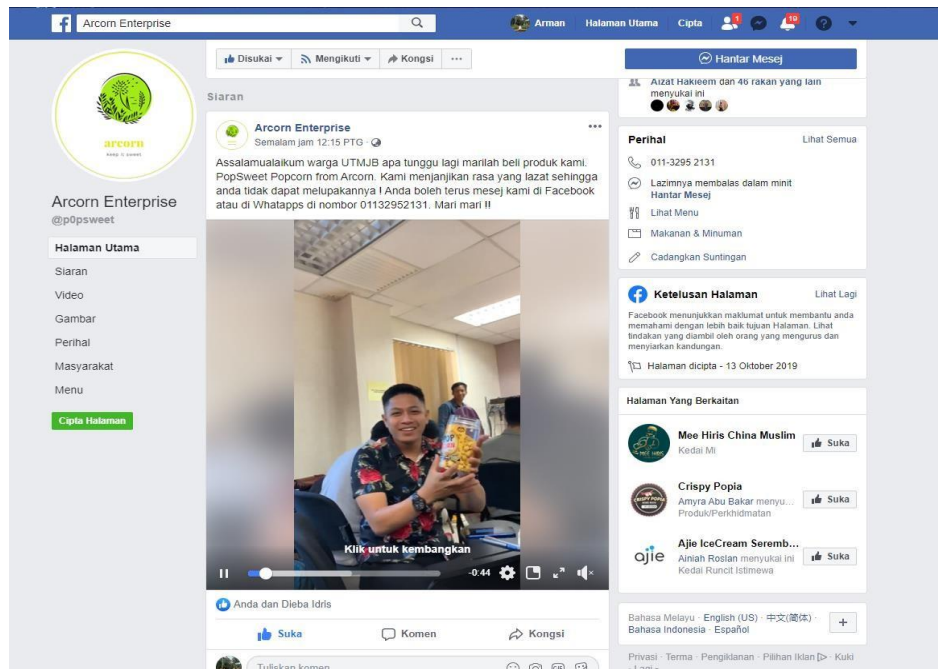 Arcorn Enterprise
Arman
Halaman Utama
Cipta
1
19
arcorn
keep it sweet
Arcorn Enterprise
@p0psweet
Halaman Utama
Siaran
Video
Gambar
Perihal
Masyarakat
Menu
Cipta Halaman
Disukai
Mengikuti
Kongsi
Siaran
Arcorn Enterprise
Semalam jam 12:15 PTG
Assalamualaikum warga UTMJB apa tunggu lagi marilah beli produk kami.
PopSweet Popcorn from Arcorn. Kami menjanjikan rasa yang lazat sehingga
anda tidak dapat melupakannya ! Anda boleh terus mesej kami di Facebook
atau di Whatapps di nombor 01132952131. Mari mari !!
Klik untuk kembangkan
-0:44
Anda dan Dieba Idris
Suka
Komen
Kongsi
Tuliskan komen
Hantar Mesej
Aizat Hakleem dan 46 rakan yang lain
menyukai ini
Perihal
Lihat Semua
011-3295 2131
Lazimnya membalas dalam minit
Hantar Mesej
Lihat Menu
Makanan & Minuman
Cadangkan Suntingan
Ketelusan Halaman
Lihat Lagi
Facebook menunjukkan maklumat untuk membantu anda
memahami dengan lebih baik tujuan Halaman. Lihat
tindakan yang diambil oleh orang yang mengurus dan
menyiarkan kandungan.
Halaman dicipta - 13 Oktober 2019
Halaman Yang Berkaitan
Mee Hiris China Muslim
Kedai Mi
Suka
Crispy Popia
Amyra Abu Bakar menyu...
Produk/Perkhidmatan
Suka
ajie
Ajie IceCream Seremb...
Ainiah Roslan menyukai ini
Kedai Runcit Istimewa
Suka
Bahasa Melayu · English (US) · 中文(简体) ·
Bahasa Indonesia · Español
Privasi · Terma · Pengiklanan · Pilihan Iklan · Kuki